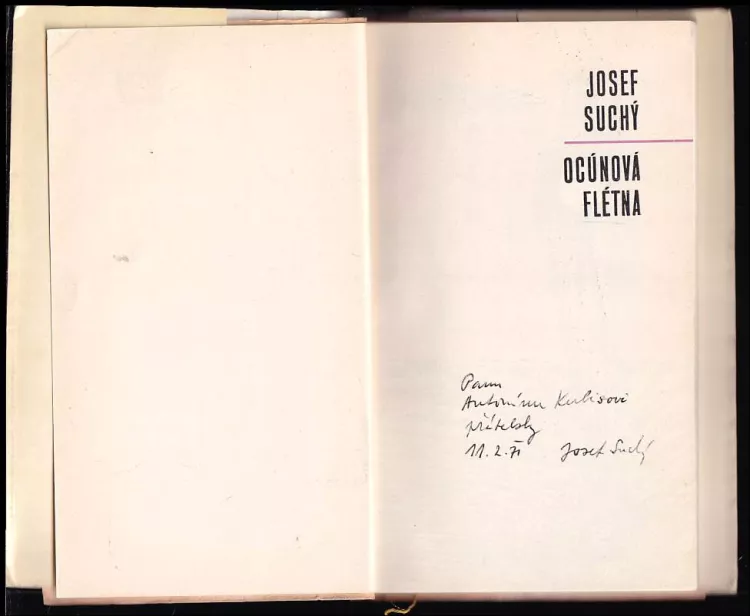 JOSEF
SUCHÝ
OCÚNOVÁ
FLÉTNA
Panu
Antonínu Kubisovi
přátelsky
11.2.71 Josef Suchý